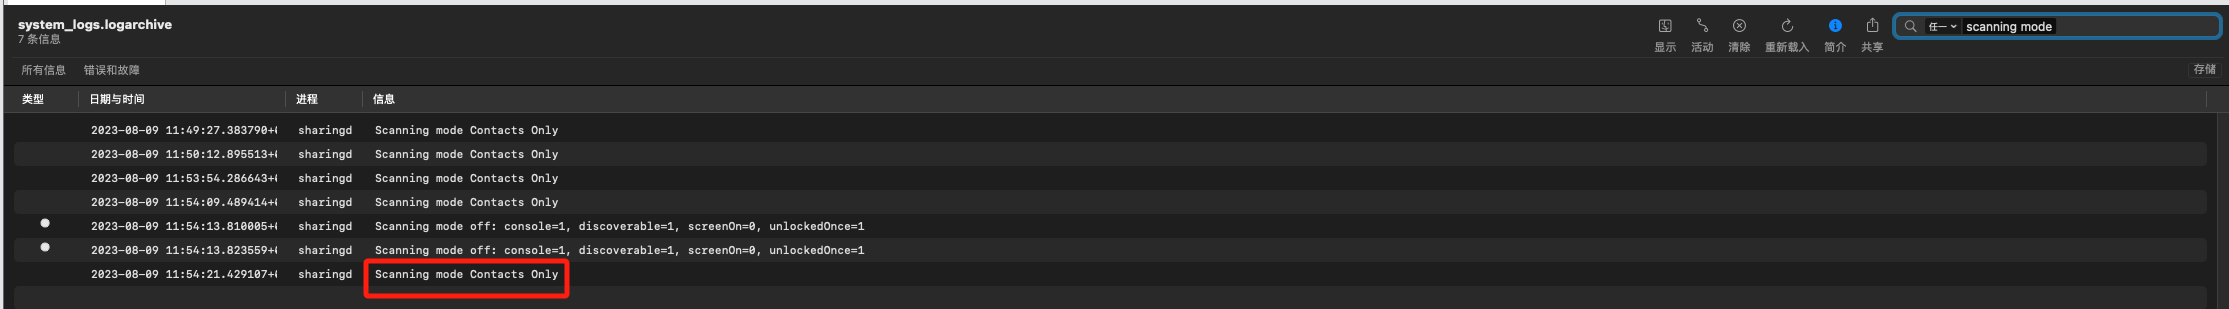 system_logs.logarchive
7 条信息
显示 活动 清除 重新载入 简介 共享
任一 scanning mode
所有信息 错误和故障 存储
类型 日期与时间 进程 信息
2023-08-09 11:49:27.383790+ sharingd Scanning mode Contacts Only
2023-08-09 11:50:12.895513+ sharingd Scanning mode Contacts Only
2023-08-09 11:53:54.286643+ sharingd Scanning mode Contacts Only
2023-08-09 11:54:09.489414+ sharingd Scanning mode Contacts Only
2023-08-09 11:54:13.810005+ sharingd Scanning mode off: console=1, discoverable=1, screenOn=0, unlockedOnce=1
2023-08-09 11:54:13.823559+ sharingd Scanning mode off: console=1, discoverable=1, screenOn=0, unlockedOnce=1
2023-08-09 11:54:21.429107+ sharingd Scanning mode Contacts Only